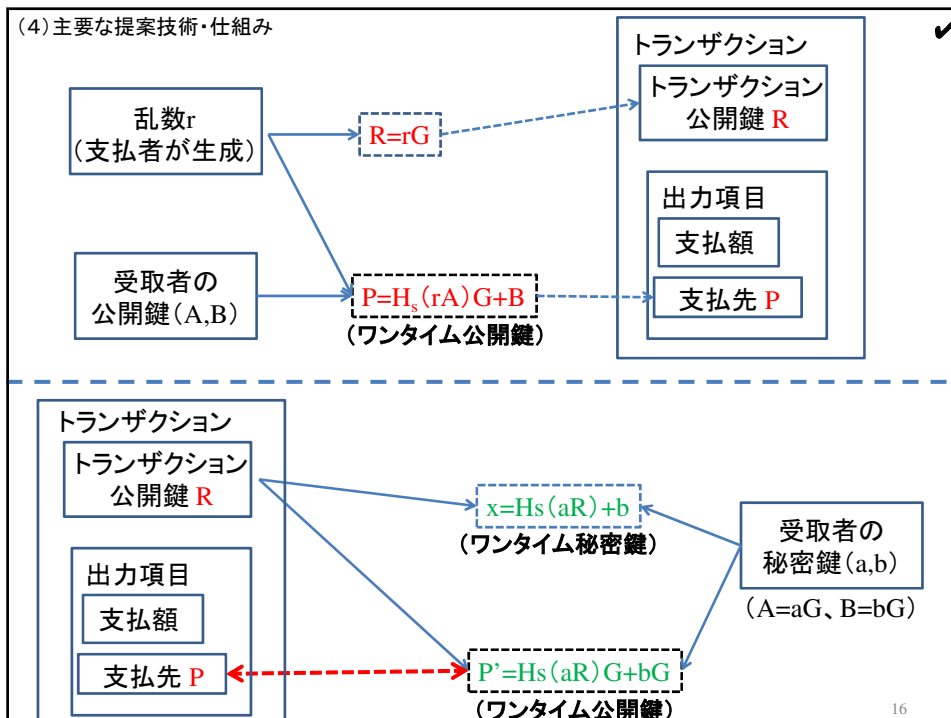 （4）主要な提案技術・仕組み
✔
乱数r
（支払者が生成）
R=rG
トランザクション
トランザクション
公開鍵 R
受取者の
公開鍵（A,B）
P=Hs（rA）G+B
（ワンタイム公開鍵）
出力項目
支払額
支払先 P
トランザクション
トランザクション
公開鍵 R
出力項目
支払額
支払先 P
x=Hs（aR）+b
（ワンタイム秘密鍵）
P’=Hs（aR）G+bG
（ワンタイム公開鍵）
受取者の
秘密鍵（a,b）
（A=aG、B=bG）
16